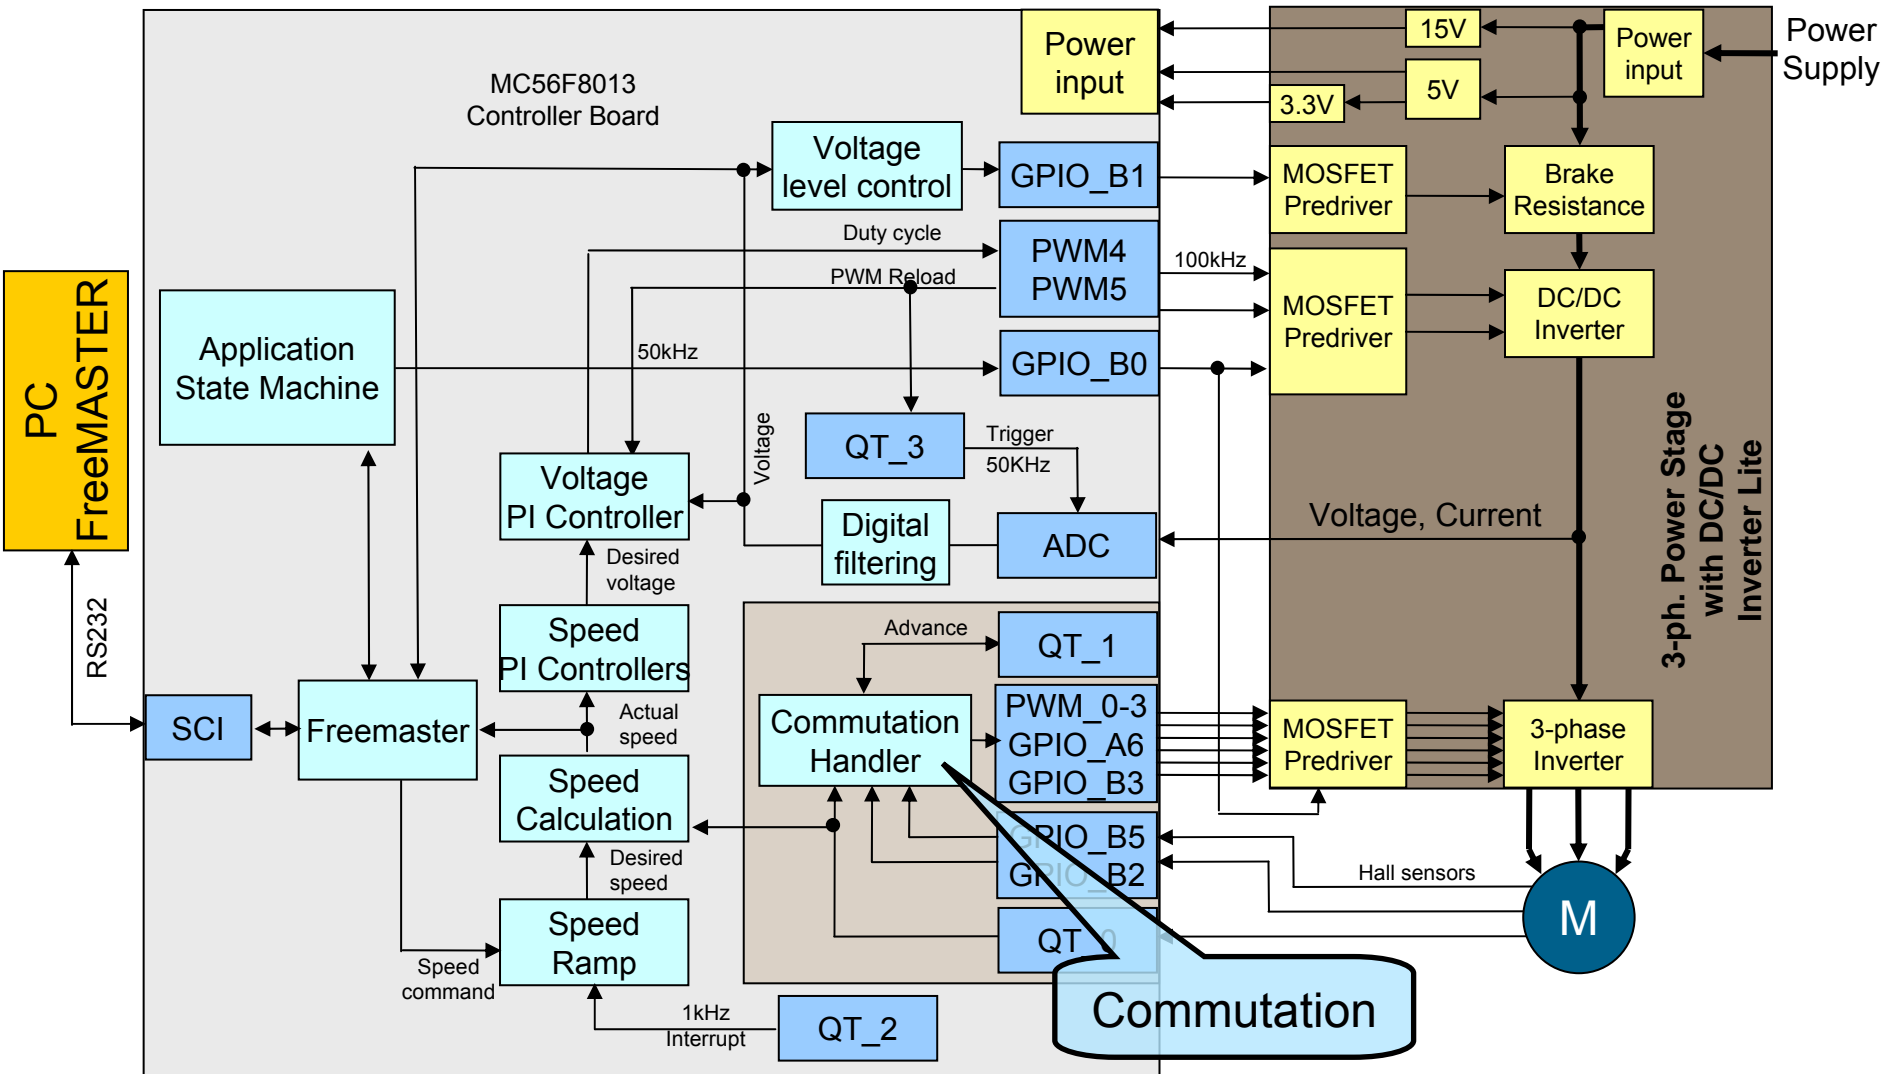 MC56F8013
Controller Board
Power
input
15V
5V
3.3V
Power
input
Power
Supply
Voltage
level control
GPIO_B1
MOSFET
Predriver
Brake
Resistance
Duty cycle
PWM Reload
PWM4
PWM5
100kHz
MOSFET
Predriver
DC/DC
Inverter
PC
FreeMASTER
Application
State Machine
50kHz
GPIO_B0
QT_3
Trigger
50KHz
Voltage
Voltage
PI Controller
Digital
filtering
ADC
Voltage, Current
3-ph. Power Stage
with DC/DC
Inverter Lite
Desired
voltage
RS232
Speed
PI Controllers
Advance
QT_1
SCI
Freemaster
Actual
speed
Commutation
Handler
PWM_0-3
GPIO_A6
GPIO_B3
MOSFET
Predriver
3-phase
Inverter
Speed
Calculation
GPIO_B5
GPIO_B2
Hall sensors
M
Desired
speed
Speed
Ramp
Speed
command
QT_0
1kHz
Interrupt
QT_2
Commutation